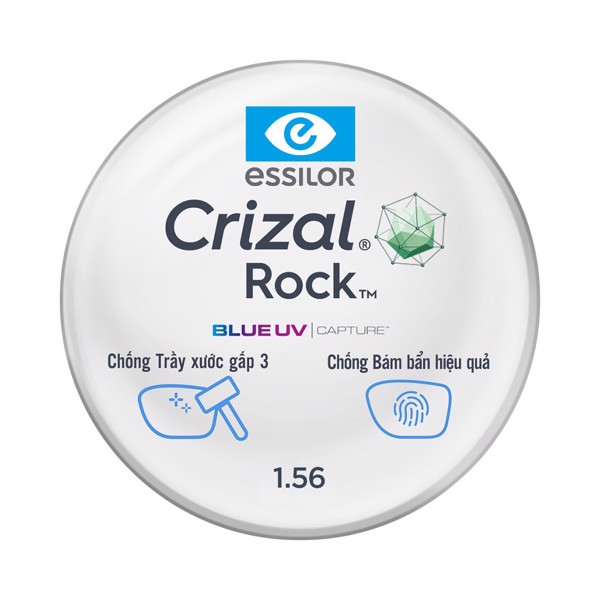 essilor
Crizal®
Rock™
BLUE UV | CAPTURE™
Chống Trầy xước gấp 3
Chống Bám bẩn hiệu quả
1.56